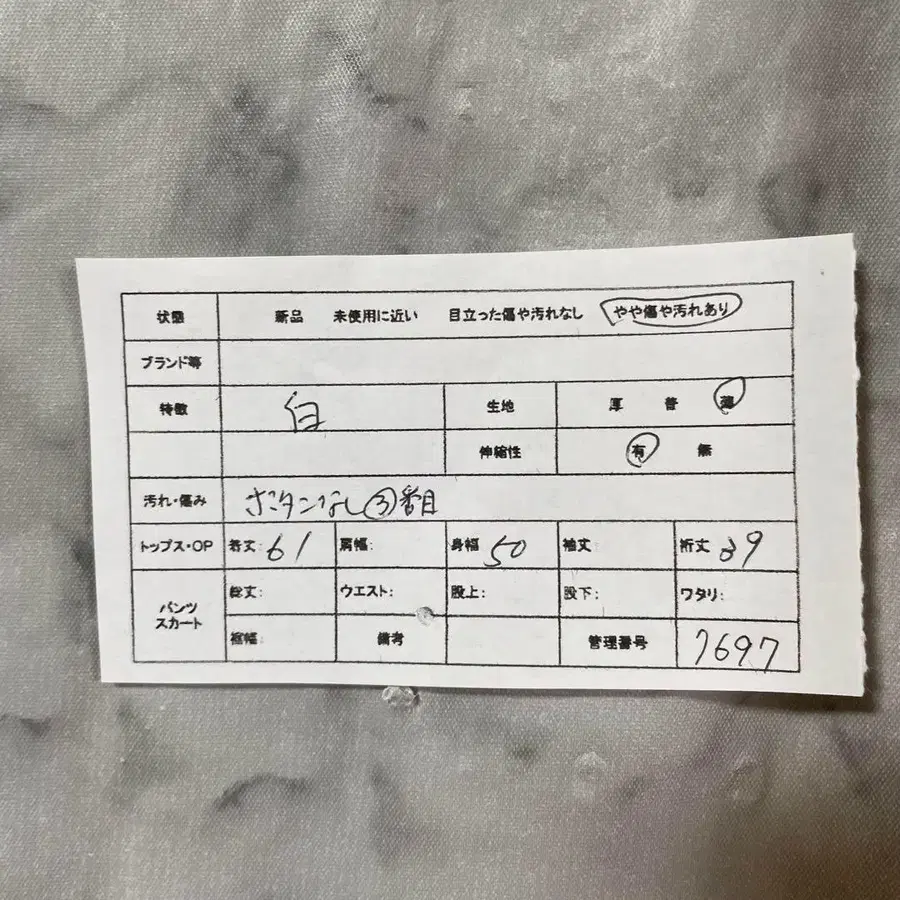 状態 新品 未使用に近い 目立った傷や汚れなし やや傷や汚れあり
ブランド等
特徴 白 生地 厚 普 薄
伸縮性 有 無
汚れ・傷み ボタンなし③番目
トップス・OP 着丈: 61 肩幅: 身幅 50 袖丈 裄丈 39
パンツ スカート 総丈: ウエスト: 股上: 股下: ワタリ:
裾幅: 備考 管理番号 7697